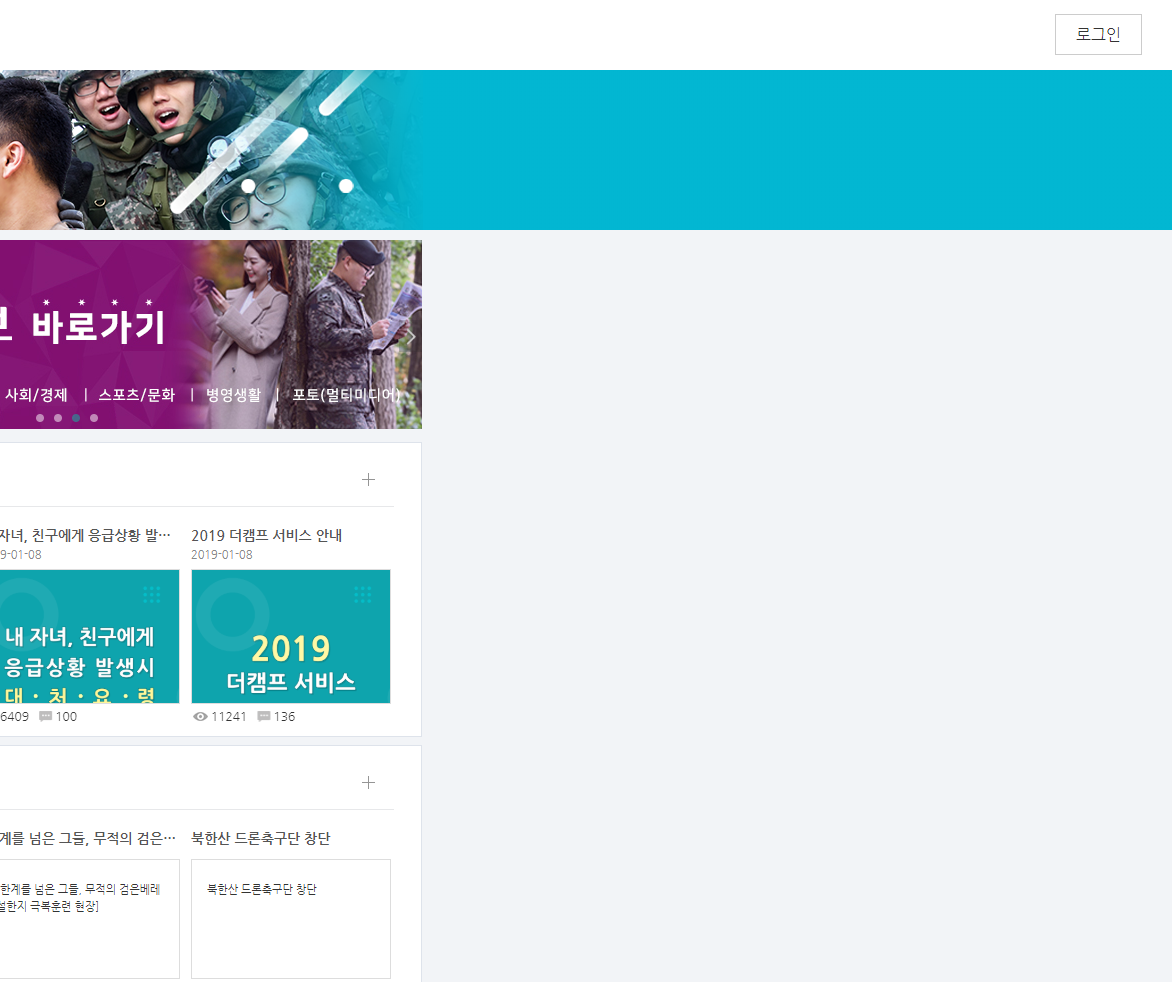 로그인
바로가기
사회/경제 | 스포츠/문화 | 병영생활 | 포토(멀티미디어)
자녀, 친구에게 응급상황 발…
2019 더캠프 서비스 안내
9-01-08
2019-01-08
내 자녀, 친구에게
응급상황 발생시
대·처·요·령
2019
더캠프 서비스
6409 100
11241 136
계를 넘은 그들, 무적의 검은…
북한산 드론축구단 창단
한계를 넘은 그들, 무적의 검은베레
설한지 극복훈련 현장]
북한산 드론축구단 창단